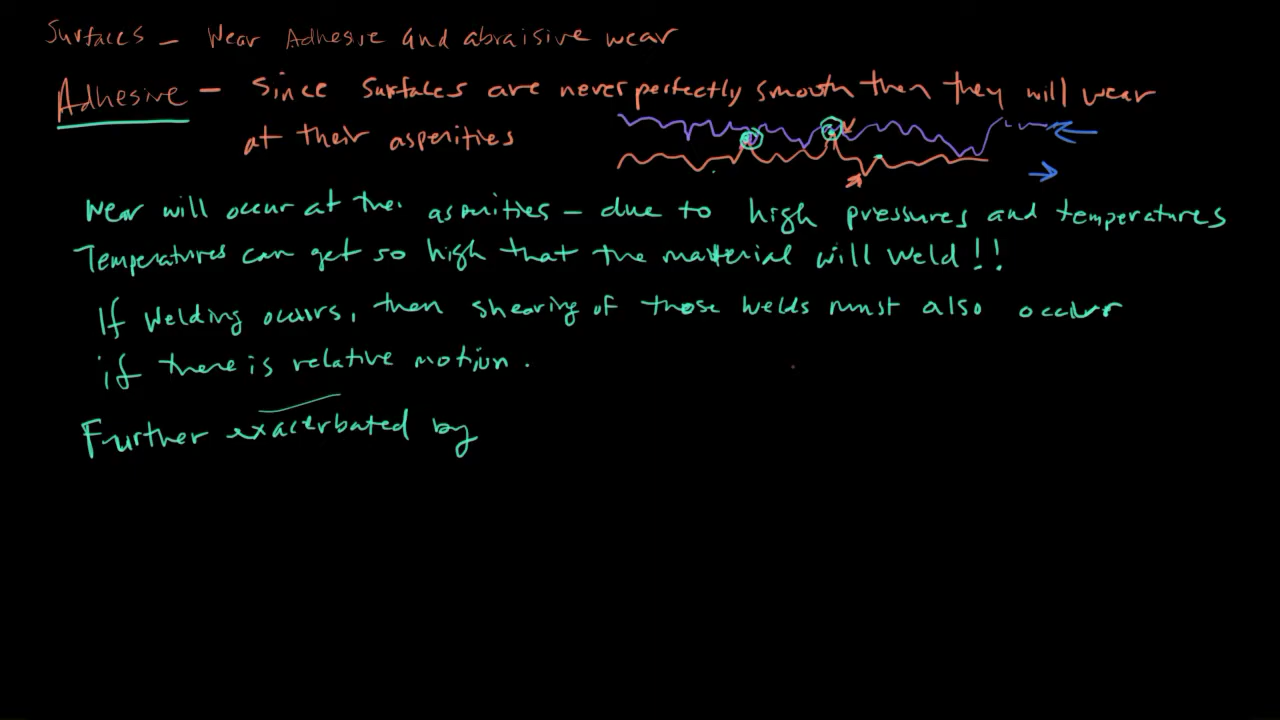 Surfaces - Wear Adhesie and abraisive wear
Adhesive - Since surfaces are never perfectly smooth then they will wear
at their asperities
Wear will occur at the asperities - due to high pressures and temperatures
Temperatures can get so high that the material will weld!!
If welding occurs, then shearing of those welds must also occur
if there is relative motion.
Further exacerbated by